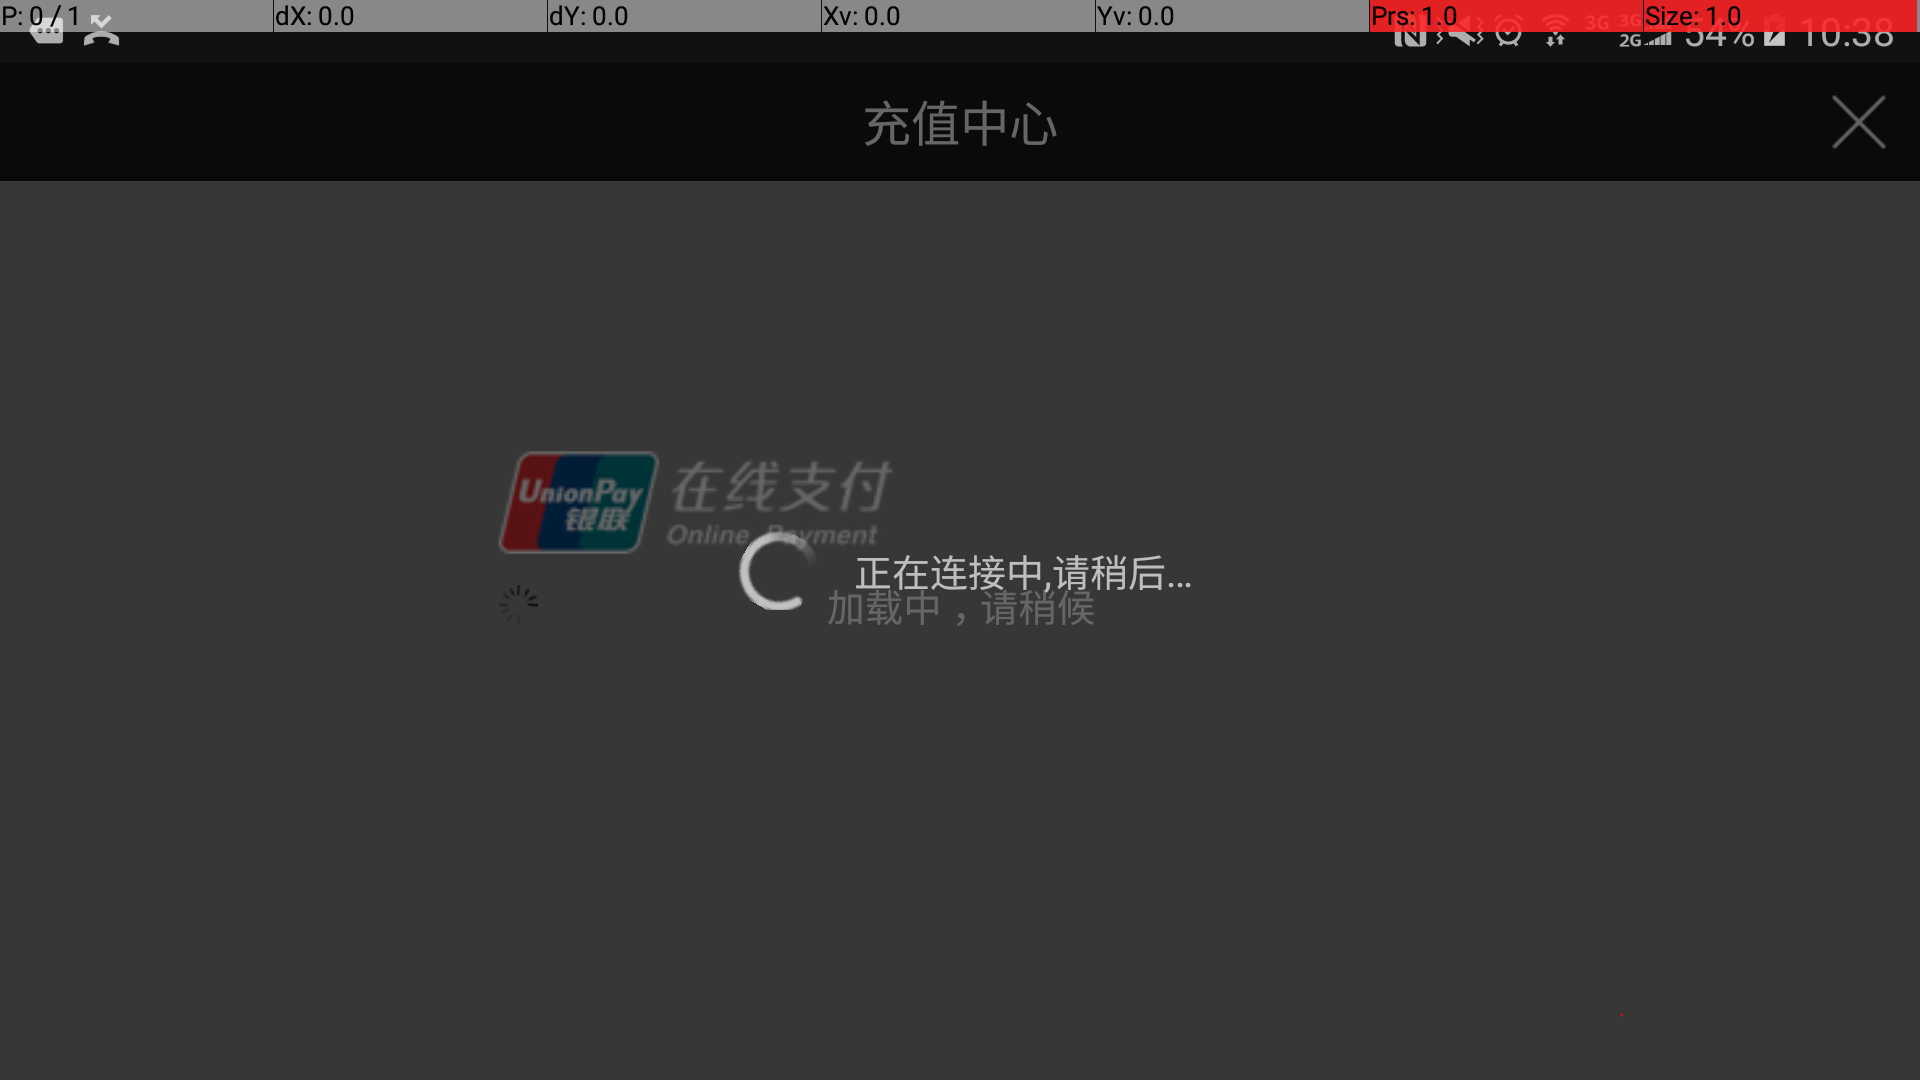 P: 0 / 1 dX: 0.0 dY: 0.0 Xv: 0.0 Yv: 0.0 Prs: 1.0 Size: 1.0
3G 3G 2G 54% 10:38
充值中心
UnionPay 银联
在线支付
Online Payment
正在连接中,请稍后...
加载中，请稍候